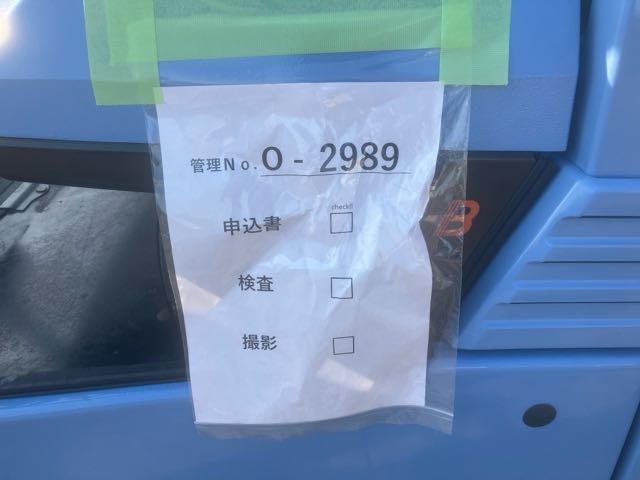 管理No. O - 2989
check!!
申込書 □
検査 □
撮影 □
B